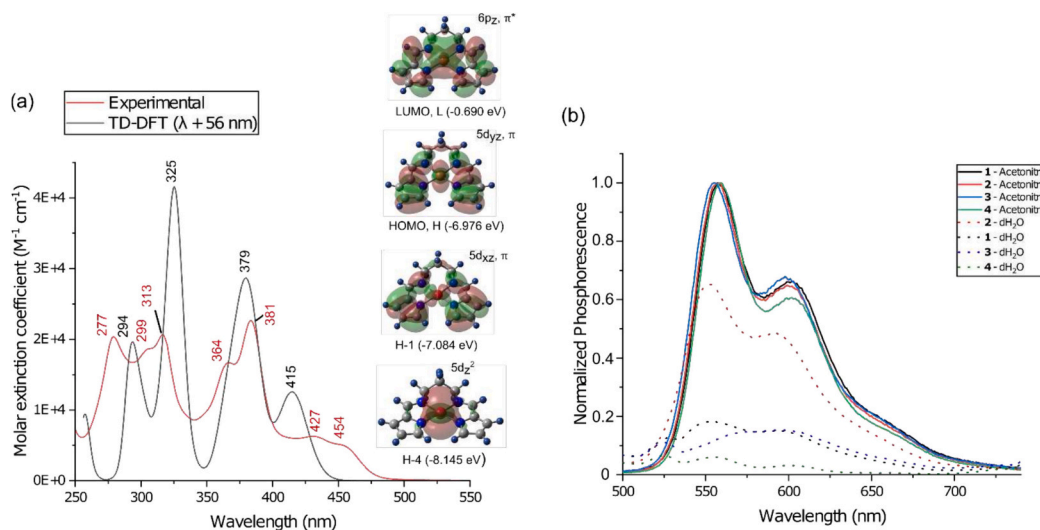 (a)
Experimental
TD-DFT (λ + 56 nm)
Molar extinction coefficient (M⁻¹ cm⁻¹)
4E+4
3E+4
2E+4
1E+4
0E+0
277
294
299
313
325
364
379
381
415
427
454
250 300 350 400 450 500 550
Wavelength (nm)
6pz, π*
LUMO, L (-0.690 eV)
5dyz, π
HOMO, H (-6.976 eV)
5dxz, π
H-1 (-7.084 eV)
5dz²
H-4 (-8.145 eV)
(b)
1 - Acetonitr
2 - Acetonitr
3 - Acetonitr
4 - Acetonitr
2 - dH₂O
1 - dH₂O
3 - dH₂O
4 - dH₂O
Normalized Phosphorescence
1.0
0.8
0.6
0.4
0.2
0
500 550 600 650 700
Wavelength (nm)